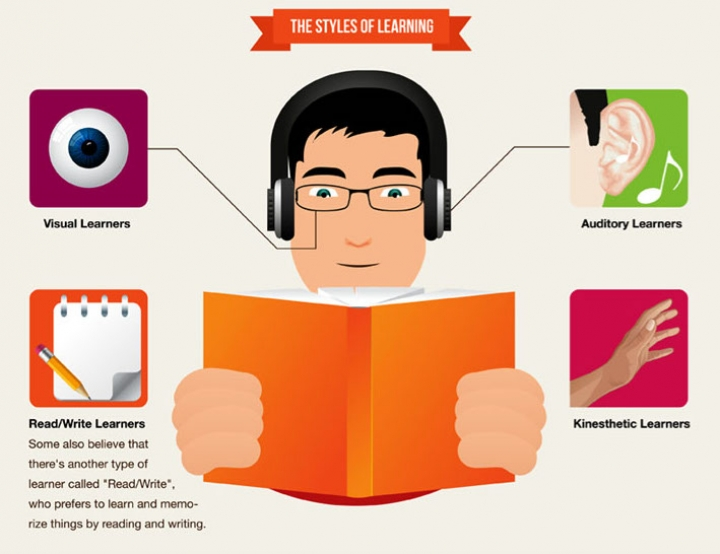 THE STYLES OF LEARNING
Visual Learners
Auditory Learners
Read/Write Learners
Some also believe that
there's another type of
learner called "Read/Write",
who prefers to learn and memo-
rize things by reading and writing.
Kinesthetic Learners